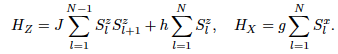 H_Z = J \sum_{l=1}^{N-1} S_l^z S_{l+1}^z + h \sum_{l=1}^{N} S_l^z, \quad H_X = g \sum_{l=1}^{N} S_l^x.